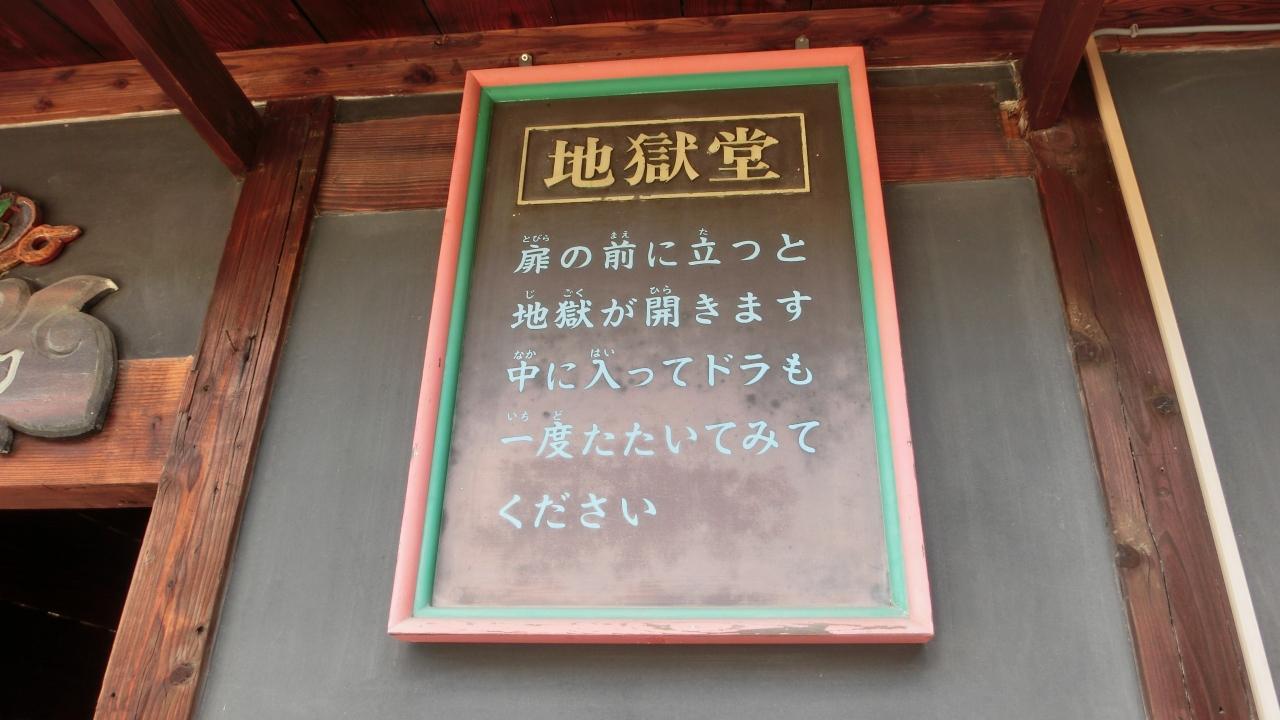 地獄堂
扉の前に立つと
地獄が開きます
中に入ってドラも
一度たたいてみて
ください